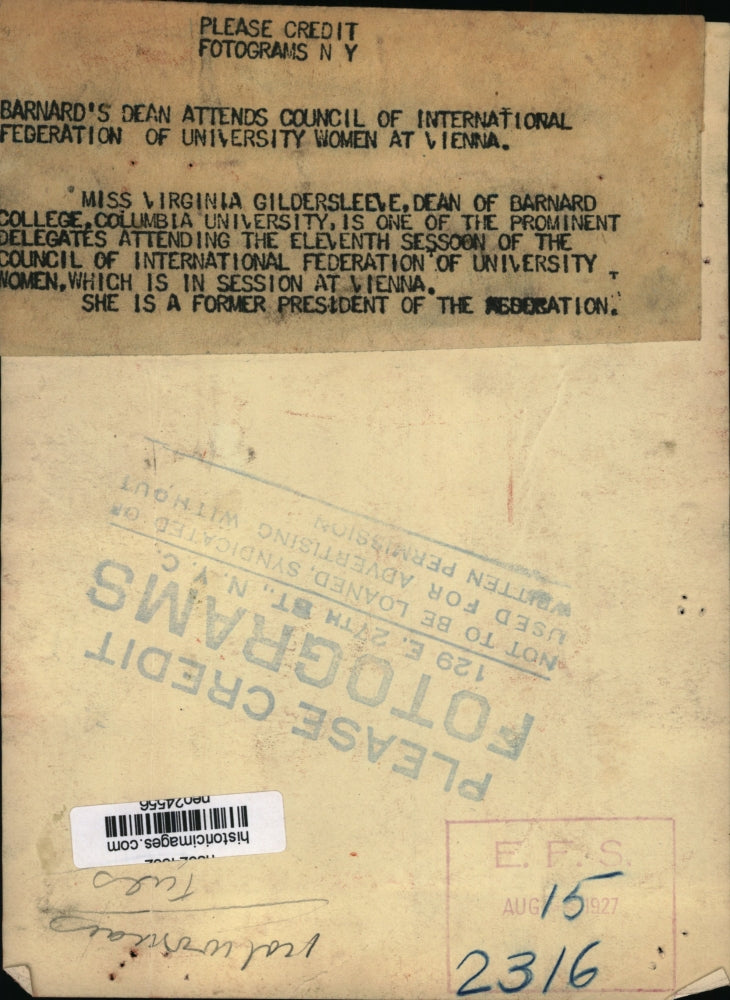 PLEASE CREDIT
FOTOGRAMS N Y
BARNARD'S DEAN ATTENDS COUNCIL OF INTERNATIONAL
FEDERATION OF UNIVERSITY WOMEN AT VIENNA.
MISS VIRGINIA GILDERSLEEVE, DEAN OF BARNARD
COLLEGE, COLUMBIA UNIVERSITY, IS ONE OF THE PROMINENT
DELEGATES ATTENDING THE ELEVENTH SESSOON OF THE
COUNCIL OF INTERNATIONAL FEDERATION OF UNIVERSITY
WOMEN, WHICH IS IN SESSION AT VIENNA.
SHE IS A FORMER PRESIDENT OF THE
PLEASE CREDIT
FOTOGRAMS
129 E. 27TH ST., N.Y.C.
NOT TO BE LOANED, SYNDICATED OR
USED FOR ADVERTISING WITHOUT
WRITTEN PERMISSION
historicimages.com
neo24556
E. F. S.
AUG 15 1927
2316